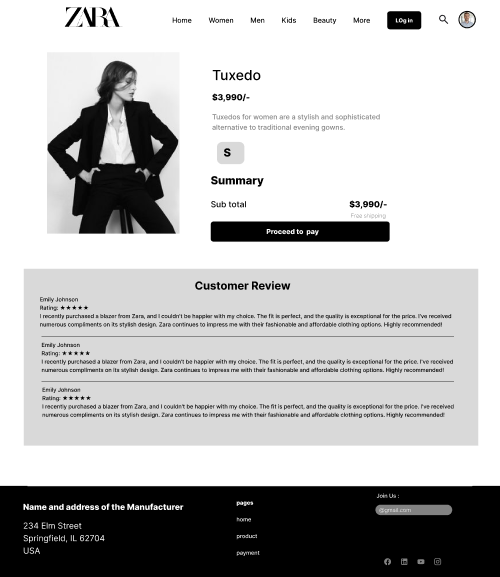 ZARA
Home Women Men Kids Beauty More LOg in
Tuxedo
$3,990/-
Tuxedos for women are a stylish and sophisticated
alternative to traditional evening gowns.
S
Summary
Sub total $3,990/-
Free shipping
Proceed to pay
Customer Review
Emily Johnson
Rating: ★★★★★
I recently purchased a blazer from Zara, and I couldn't be happier with my choice. The fit is perfect, and the quality is exceptional for the price. I've received
numerous compliments on its stylish design. Zara continues to impress me with their fashionable and affordable clothing options. Highly recommended!
Emily Johnson
Rating: ★★★★★
I recently purchased a blazer from Zara, and I couldn't be happier with my choice. The fit is perfect, and the quality is exceptional for the price. I've received
numerous compliments on its stylish design. Zara continues to impress me with their fashionable and affordable clothing options. Highly recommended!
Emily Johnson
Rating: ★★★★★
I recently purchased a blazer from Zara, and I couldn't be happier with my choice. The fit is perfect, and the quality is exceptional for the price. I've received
numerous compliments on its stylish design. Zara continues to impress me with their fashionable and affordable clothing options. Highly recommended!
Name and address of the Manufacturer
234 Elm Street
Springfield, IL 62704
USA
pages
home
product
payment
Join Us :
@gmail.com